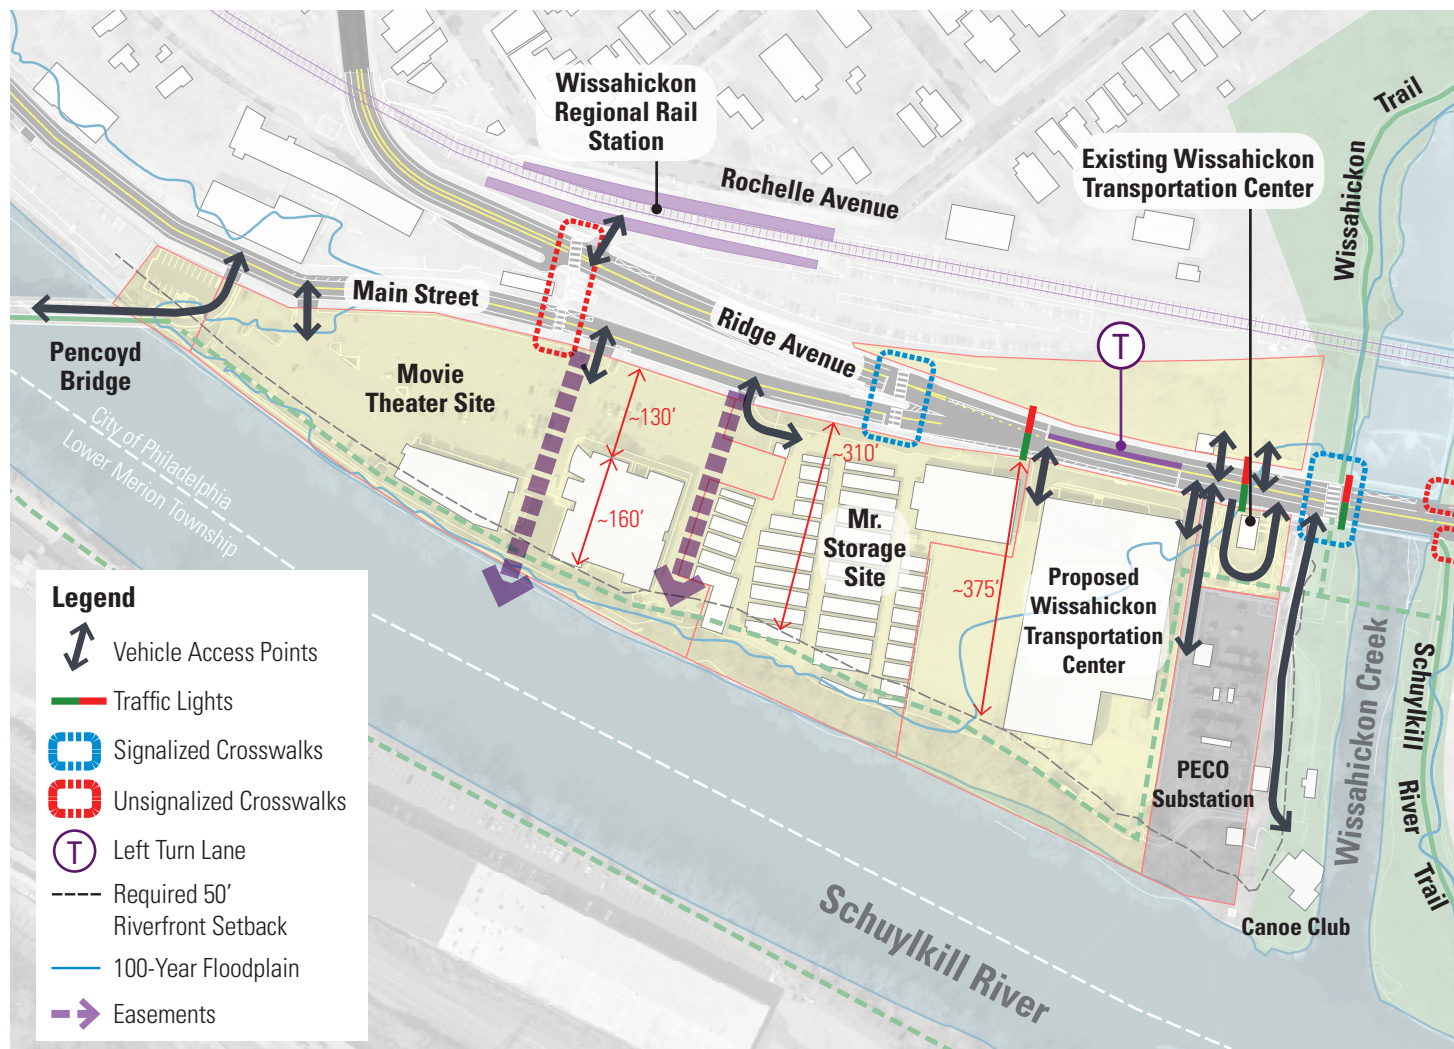 Wissahickon
Regional Rail
Station
Rochelle Avenue
Existing Wissahickon
Transportation Center
Trail
Wissahickon
Main Street
Ridge Avenue
T
Pencoyd
Bridge
Movie
Theater Site
~130’
~310’
~160’
~375’
City of Philadelphia
Lower Merion Township
Mr.
Storage
Site
Proposed
Wissahickon
Transportation
Center
PECO
Substation
Wissahickon Creek
Schuylkill
River
Trail
Canoe Club
Schuylkill River
Legend
Vehicle Access Points
Traffic Lights
Signalized Crosswalks
Unsignalized Crosswalks
T
Left Turn Lane
Required 50’
Riverfront Setback
100-Year Floodplain
Easements